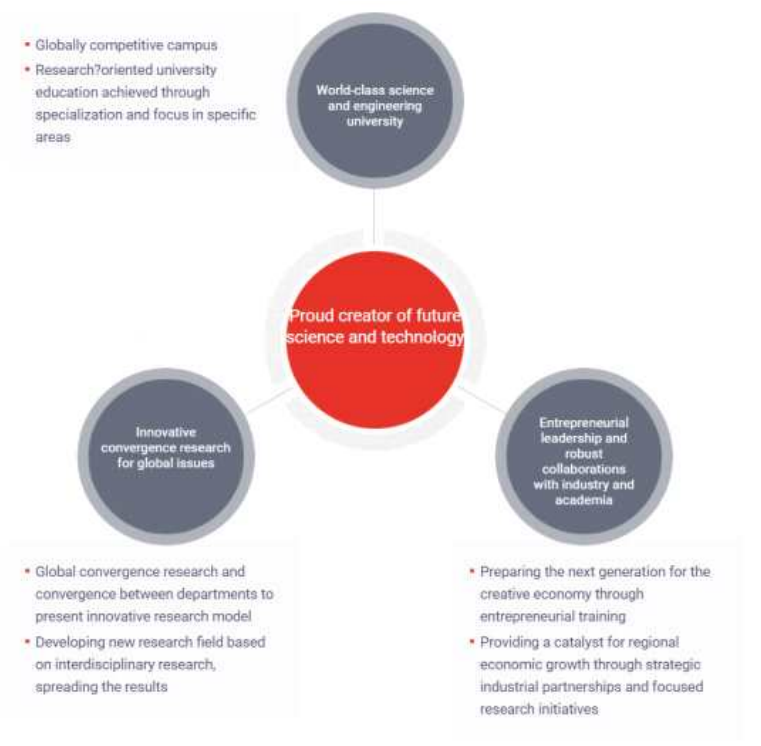 • Globally competitive campus
• Research?oriented university
education achieved through
specialization and focus in specific
areas
World-class science
and engineering
university
Proud creator of future
science and technology
Innovative
convergence research
for global issues
Entrepreneurial
leadership and
robust
collaborations
with industry and
academia
• Global convergence research and
convergence between departments to
present innovative research model
• Developing new research field based
on interdisciplinary research,
spreading the results
• Preparing the next generation for the
creative economy through
entrepreneurial training
• Providing a catalyst for regional
economic growth through strategic
industrial partnerships and focused
research initiatives